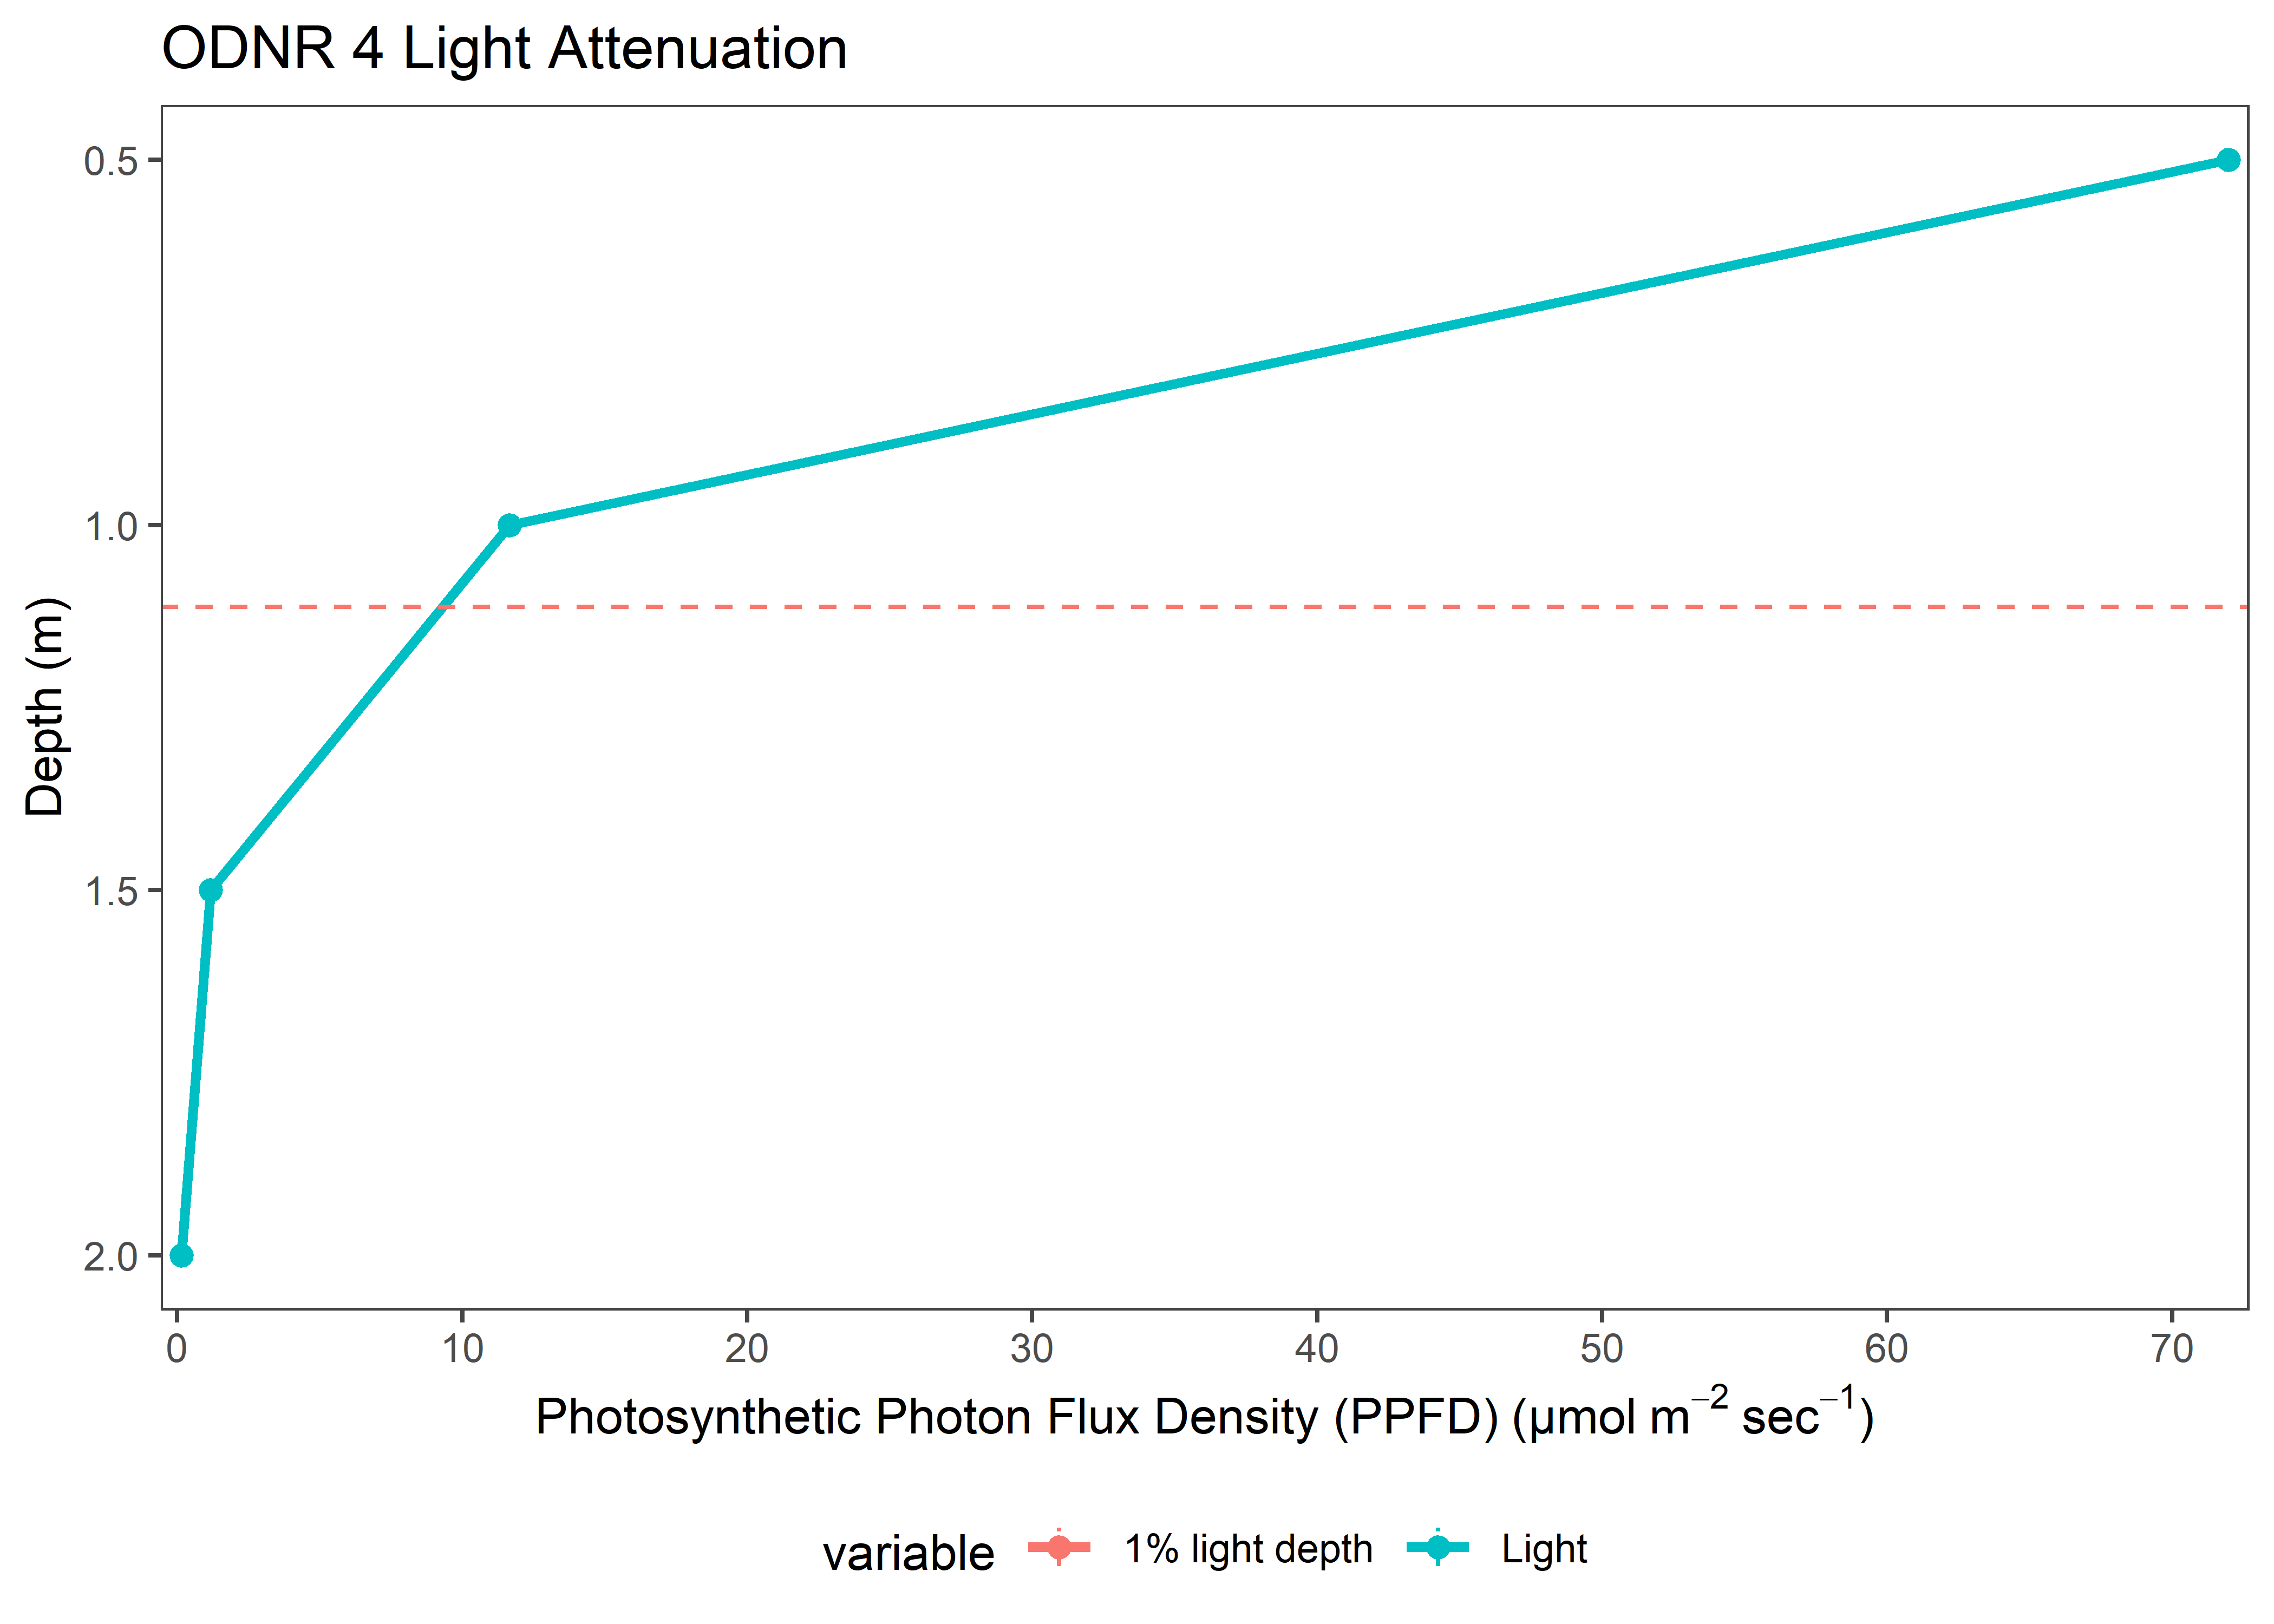 ODNR 4 Light Attenuation
0.5
1.0
1.5
2.0
Depth (m)
0 10 20 30 40 50 60 70
Photosynthetic Photon Flux Density (PPFD) (µmol m⁻² sec⁻¹)
variable 1% light depth Light